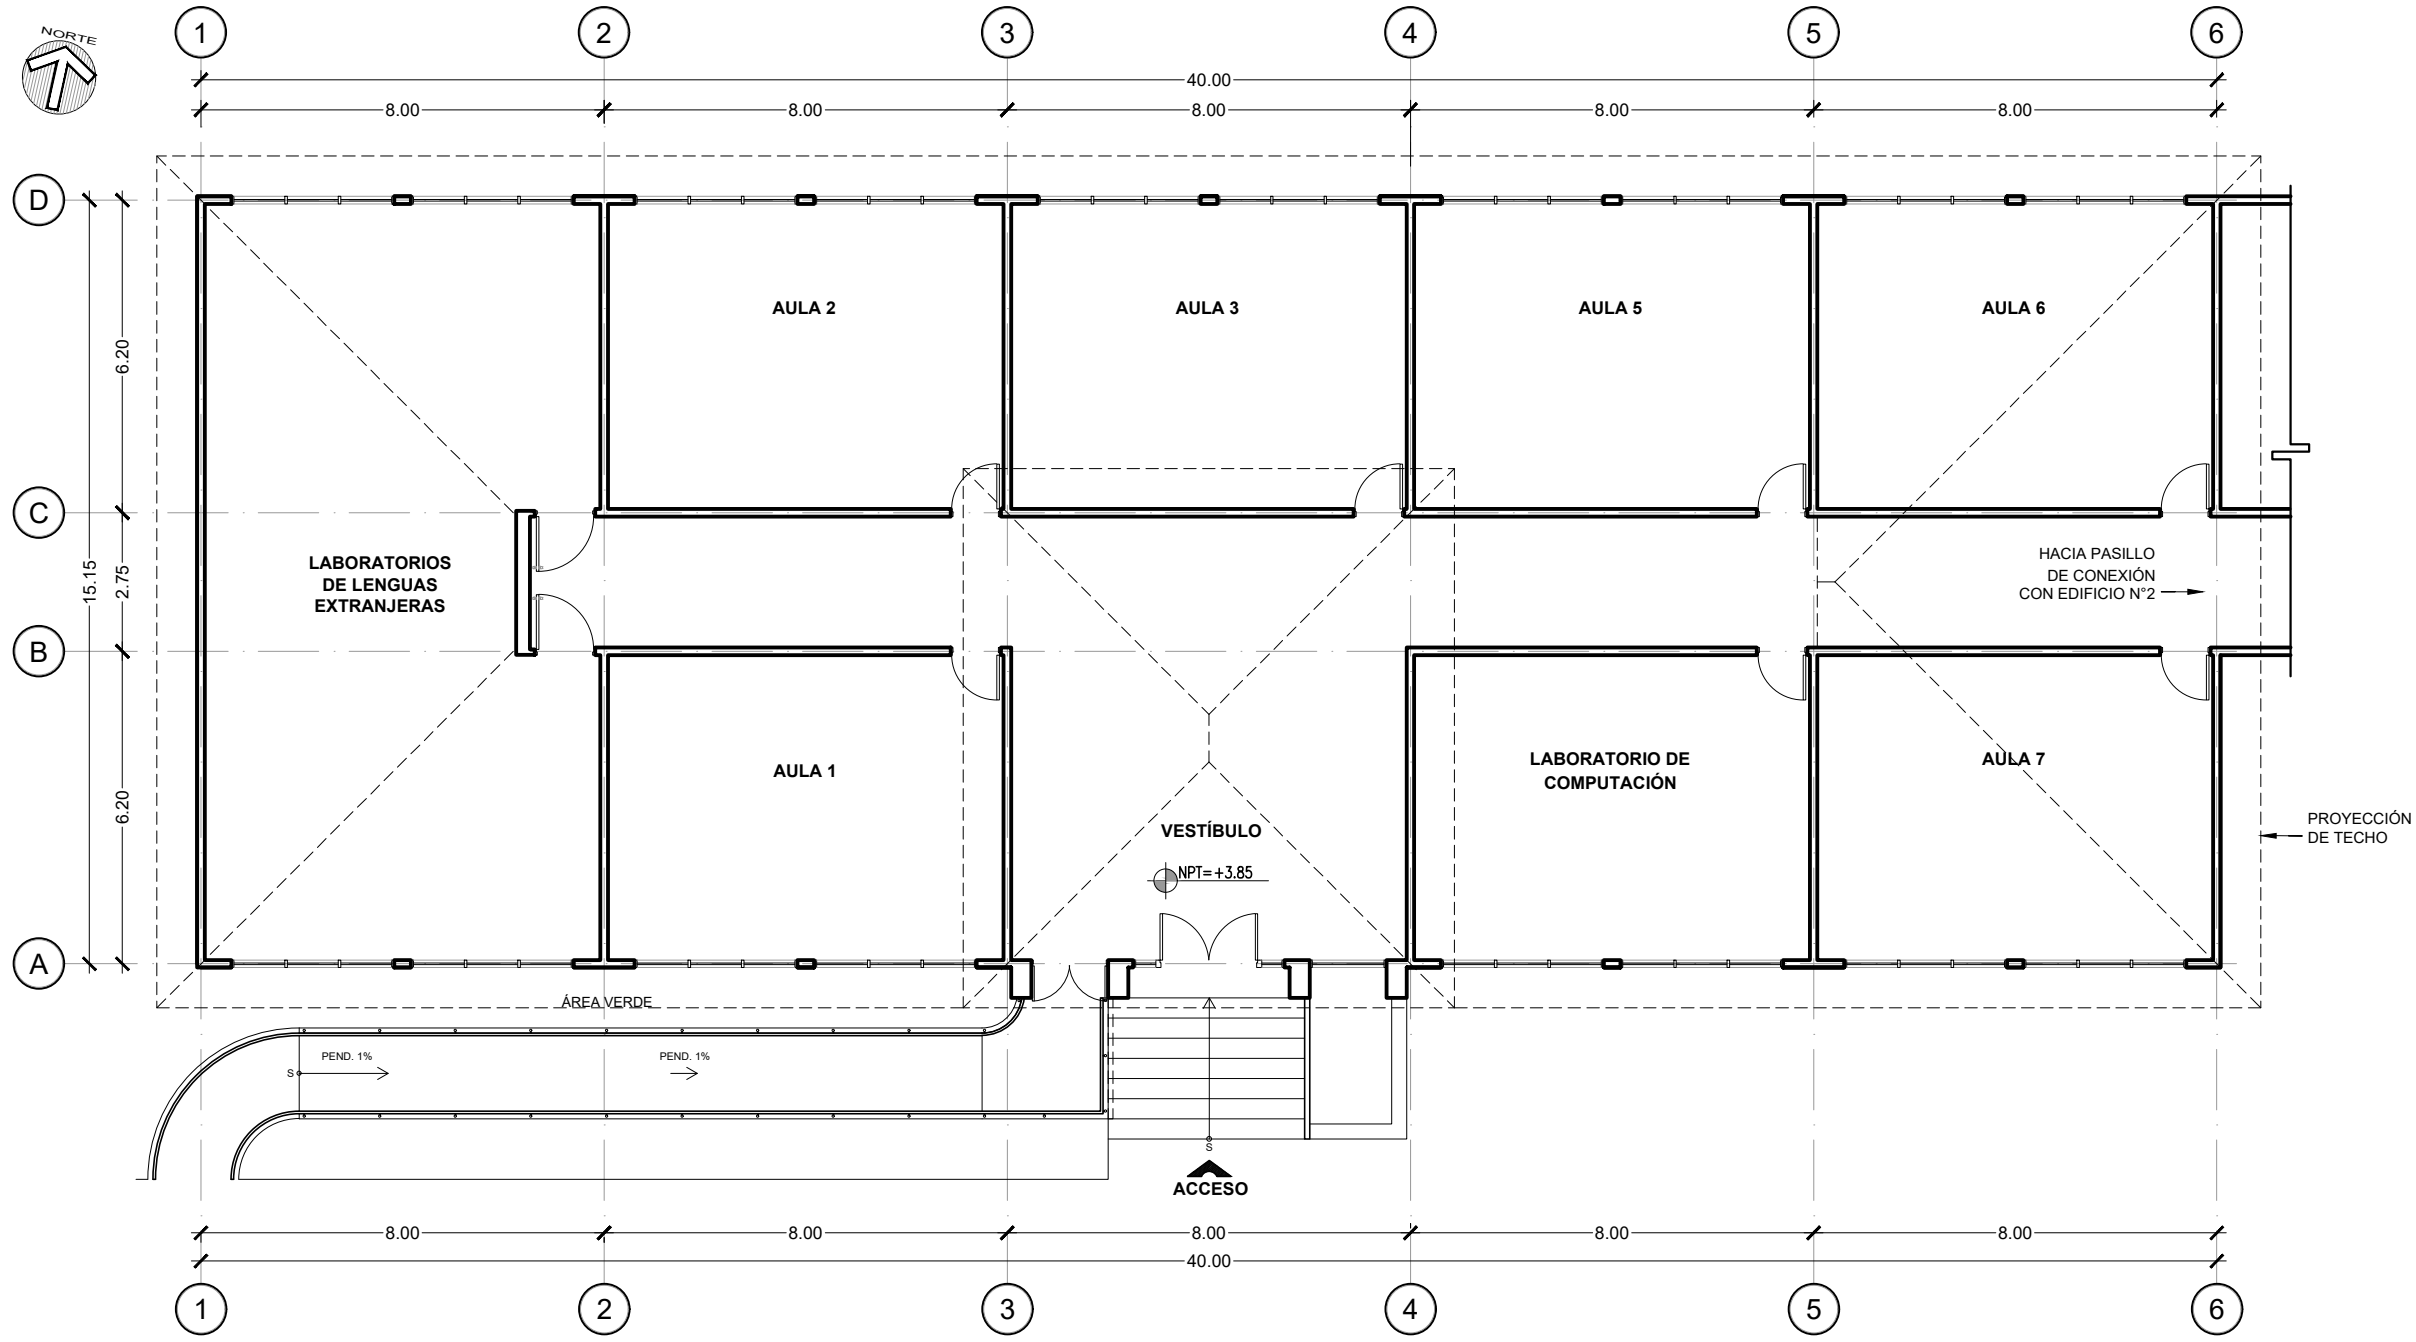 NORTE
1 2 3 4 5 6
40.00
8.00 8.00 8.00 8.00 8.00
D
AULA 2 AULA 3 AULA 5 AULA 6
6.20
C
LABORATORIOS
DE LENGUAS
EXTRANJERAS
HACIA PASILLO
DE CONEXIÓN
CON EDIFICIO N°2
15.15
2.75
B
LABORATORIO DE
COMPUTACIÓN
AULA 1
AULA 7
6.20
VESTÍBULO
PROYECCIÓN
DE TECHO
NPT=+3.85
A
ÁREA VERDE
PEND. 1% PEND. 1%
S
S
ACCESO
8.00 8.00 8.00 8.00 8.00
40.00
1 2 3 4 5 6